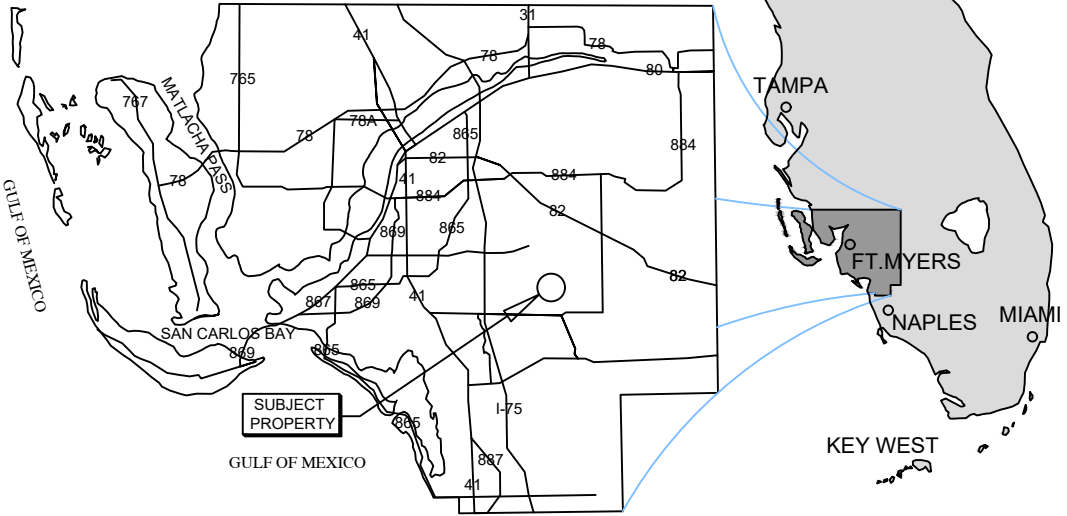 31
41
78
78
80
765
767
MATLACHA PASS
78A
78
865
884
82
78
41
884
884
82
GULF OF MEXICO
869
865
82
865
41
867
869
SAN CARLOS BAY
869
865
SUBJECT
PROPERTY
I-75
865
GULF OF MEXICO
887
41
TAMPA
FT.MYERS
NAPLES
MIAMI
KEY WEST